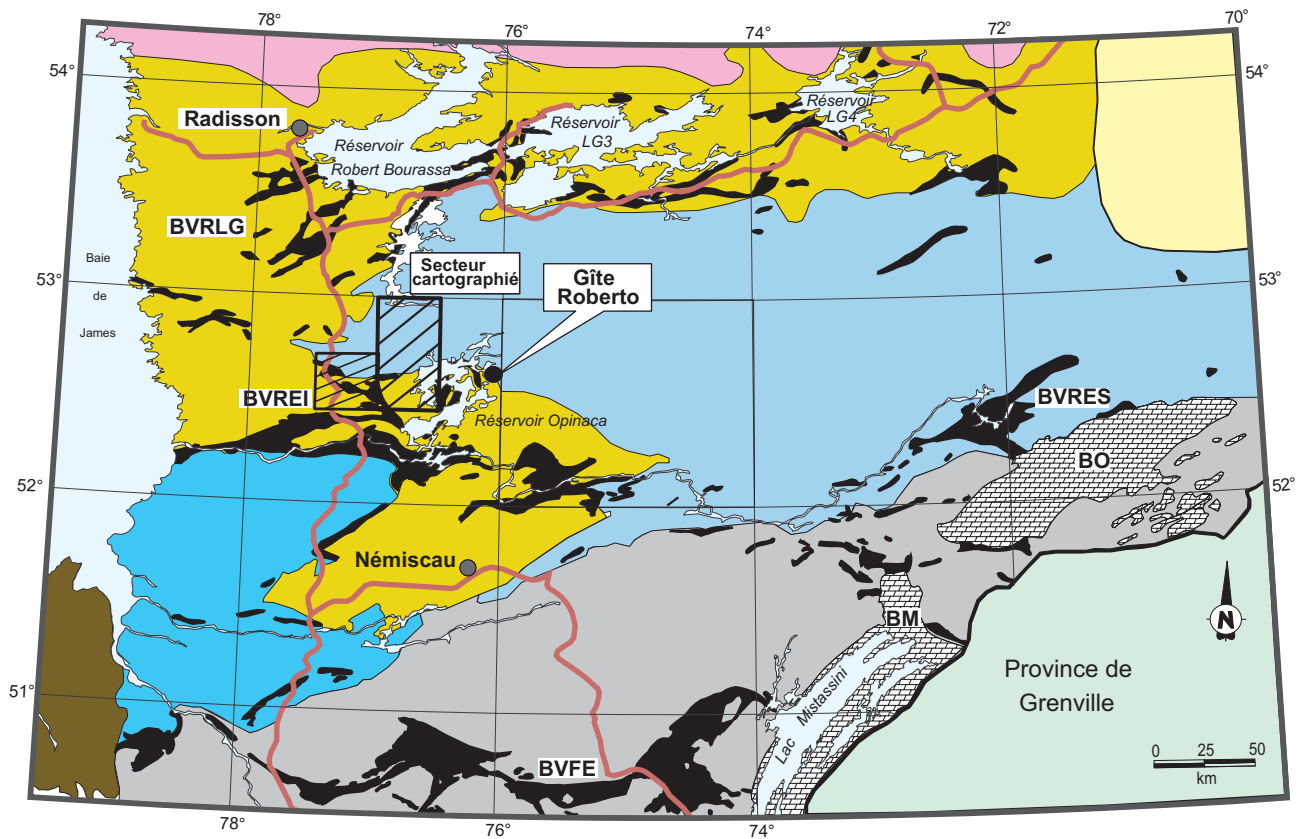 78°
76°
74°
72°
70°
54°
54°
Radisson
Réservoir
Robert Bourassa
Réservoir
LG3
Réservoir
LG4
BVRLG
Baie
de
James
53°
53°
Secteur
cartographié
Gîte
Roberto
BVREI
Réservoir Opinaca
BVRES
BO
52°
52°
Némiscau
BM
N
51°
51°
Lac Mistassini
Province de
Grenville
BVFE
0 25 50
km
78°
76°
74°